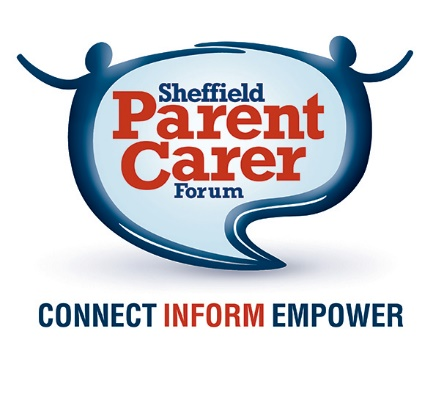 Sheffield
Parent
Carer
Forum
CONNECT INFORM EMPOWER